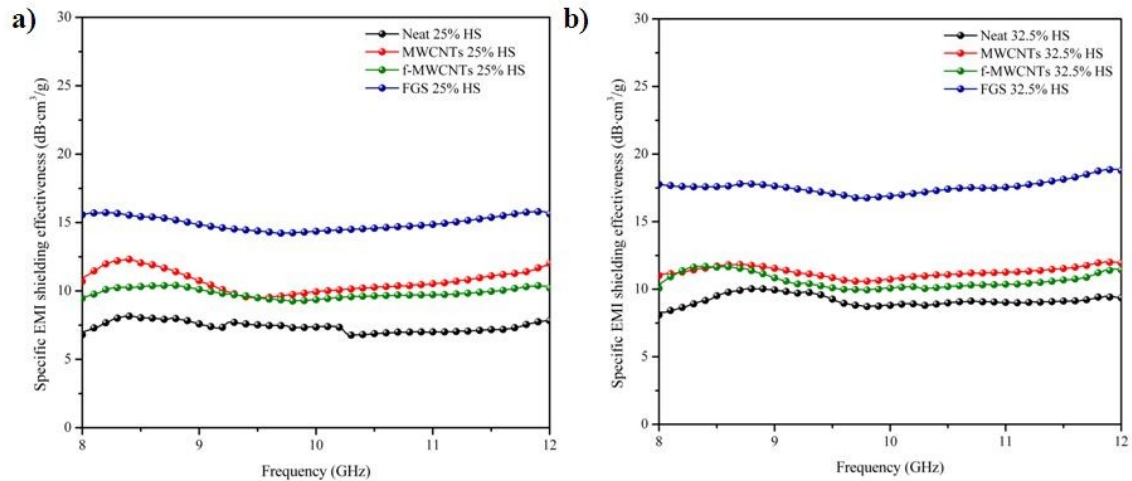 a)
Neat 25% HS
MWCNTs 25% HS
f-MWCNTs 25% HS
FGS 25% HS
Specific EMI shielding effectiveness (dB·cm³/g)
30
25
20
15
10
5
0
8
9
10
11
12
Frequency (GHz)
b)
Neat 32.5% HS
MWCNTs 32.5% HS
f-MWCNTs 32.5% HS
FGS 32.5% HS
Specific EMI shielding effectiveness (dB·cm³/g)
30
25
20
15
10
5
0
8
9
10
11
12
Frequency (GHz)